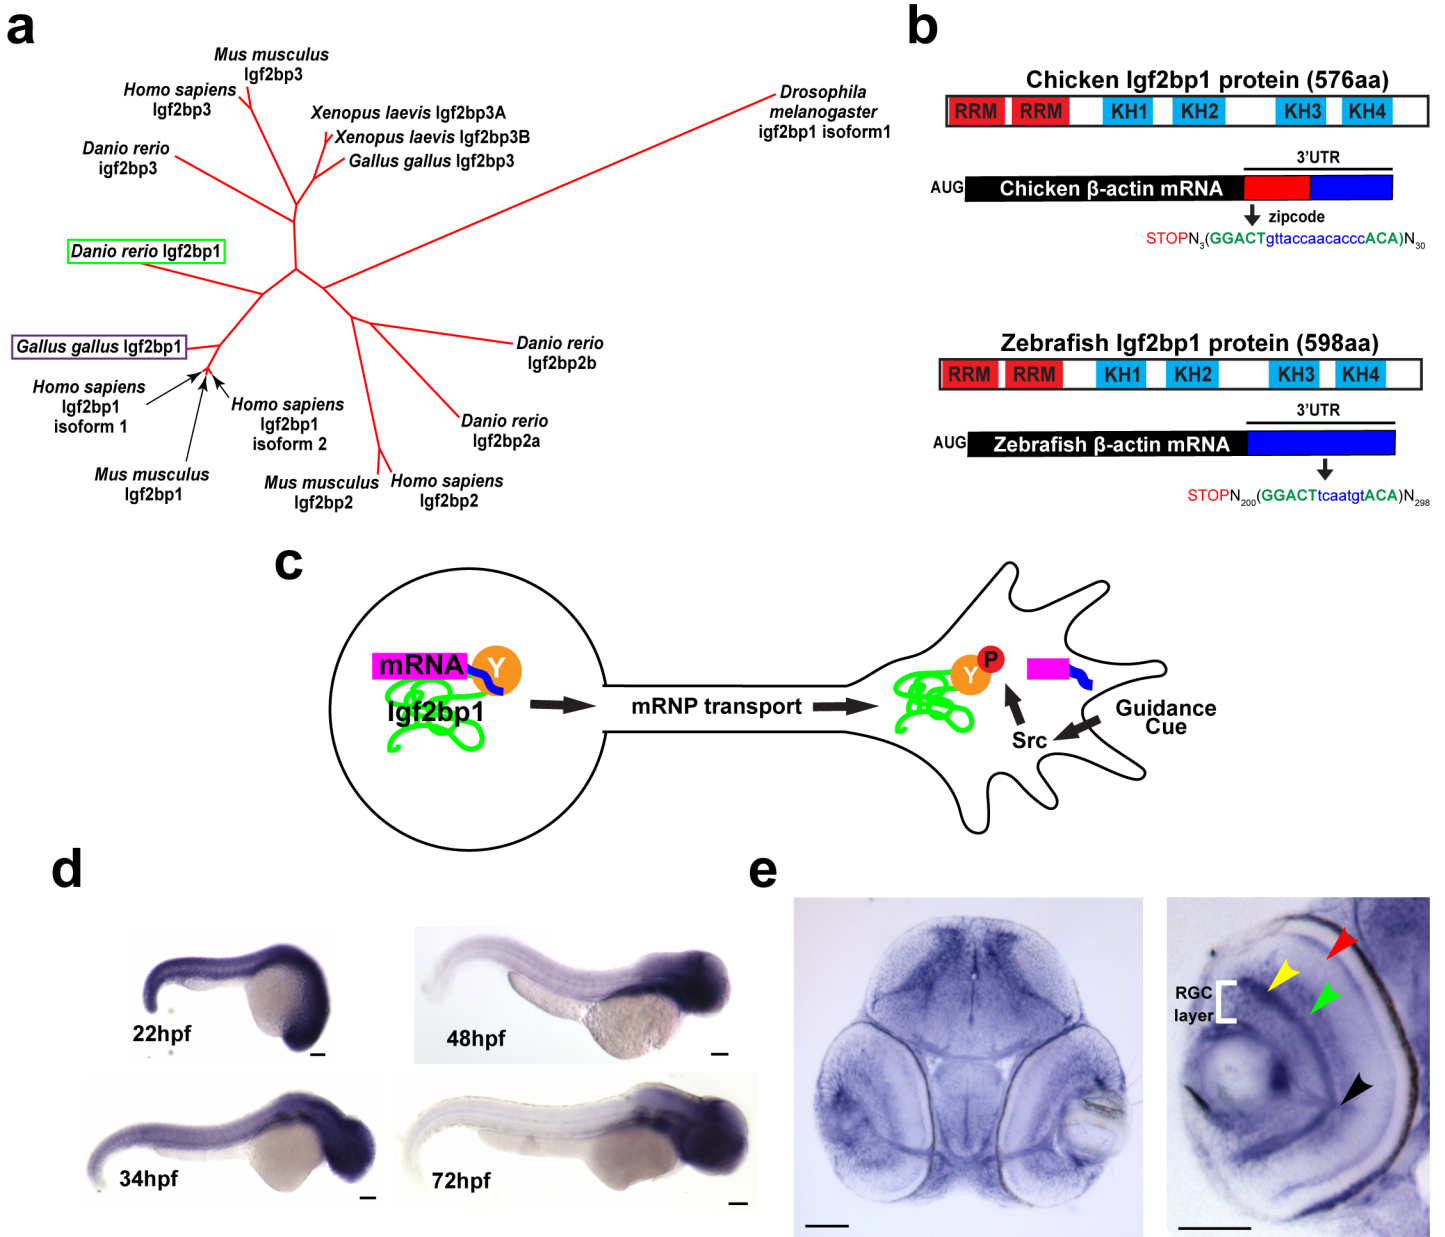 a
Mus musculus
Igf2bp3
Homo sapiens
Igf2bp3
Xenopus laevis Igf2bp3A
Xenopus laevis Igf2bp3B
Gallus gallus Igf2bp3
Danio rerio
igf2bp3
Drosophila
melanogaster
igf2bp1 isoform1
Danio rerio Igf2bp1
Gallus gallus Igf2bp1
Homo sapiens
Igf2bp1
isoform 1
Homo sapiens
Igf2bp1
isoform 2
Mus musculus
Igf2bp1
Danio rerio
Igf2bp2b
Danio rerio
Igf2bp2a
Mus musculus
Igf2bp2
Homo sapiens
Igf2bp2
b
Chicken Igf2bp1 protein (576aa)
RRM RRM KH1 KH2 KH3 KH4
3'UTR
AUG Chicken β-actin mRNA
zipcode
STOPN3(GGACTgttaccaacacccACA)N30
Zebrafish Igf2bp1 protein (598aa)
RRM RRM KH1 KH2 KH3 KH4
3'UTR
AUG Zebrafish β-actin mRNA
STOPN200(GGACTtcaatgtACA)N298
c
mRNA Y
Igf2bp1
mRNP transport
Y P
Src
Guidance
Cue
d
22hpf
48hpf
34hpf
72hpf
e
RGC
layer